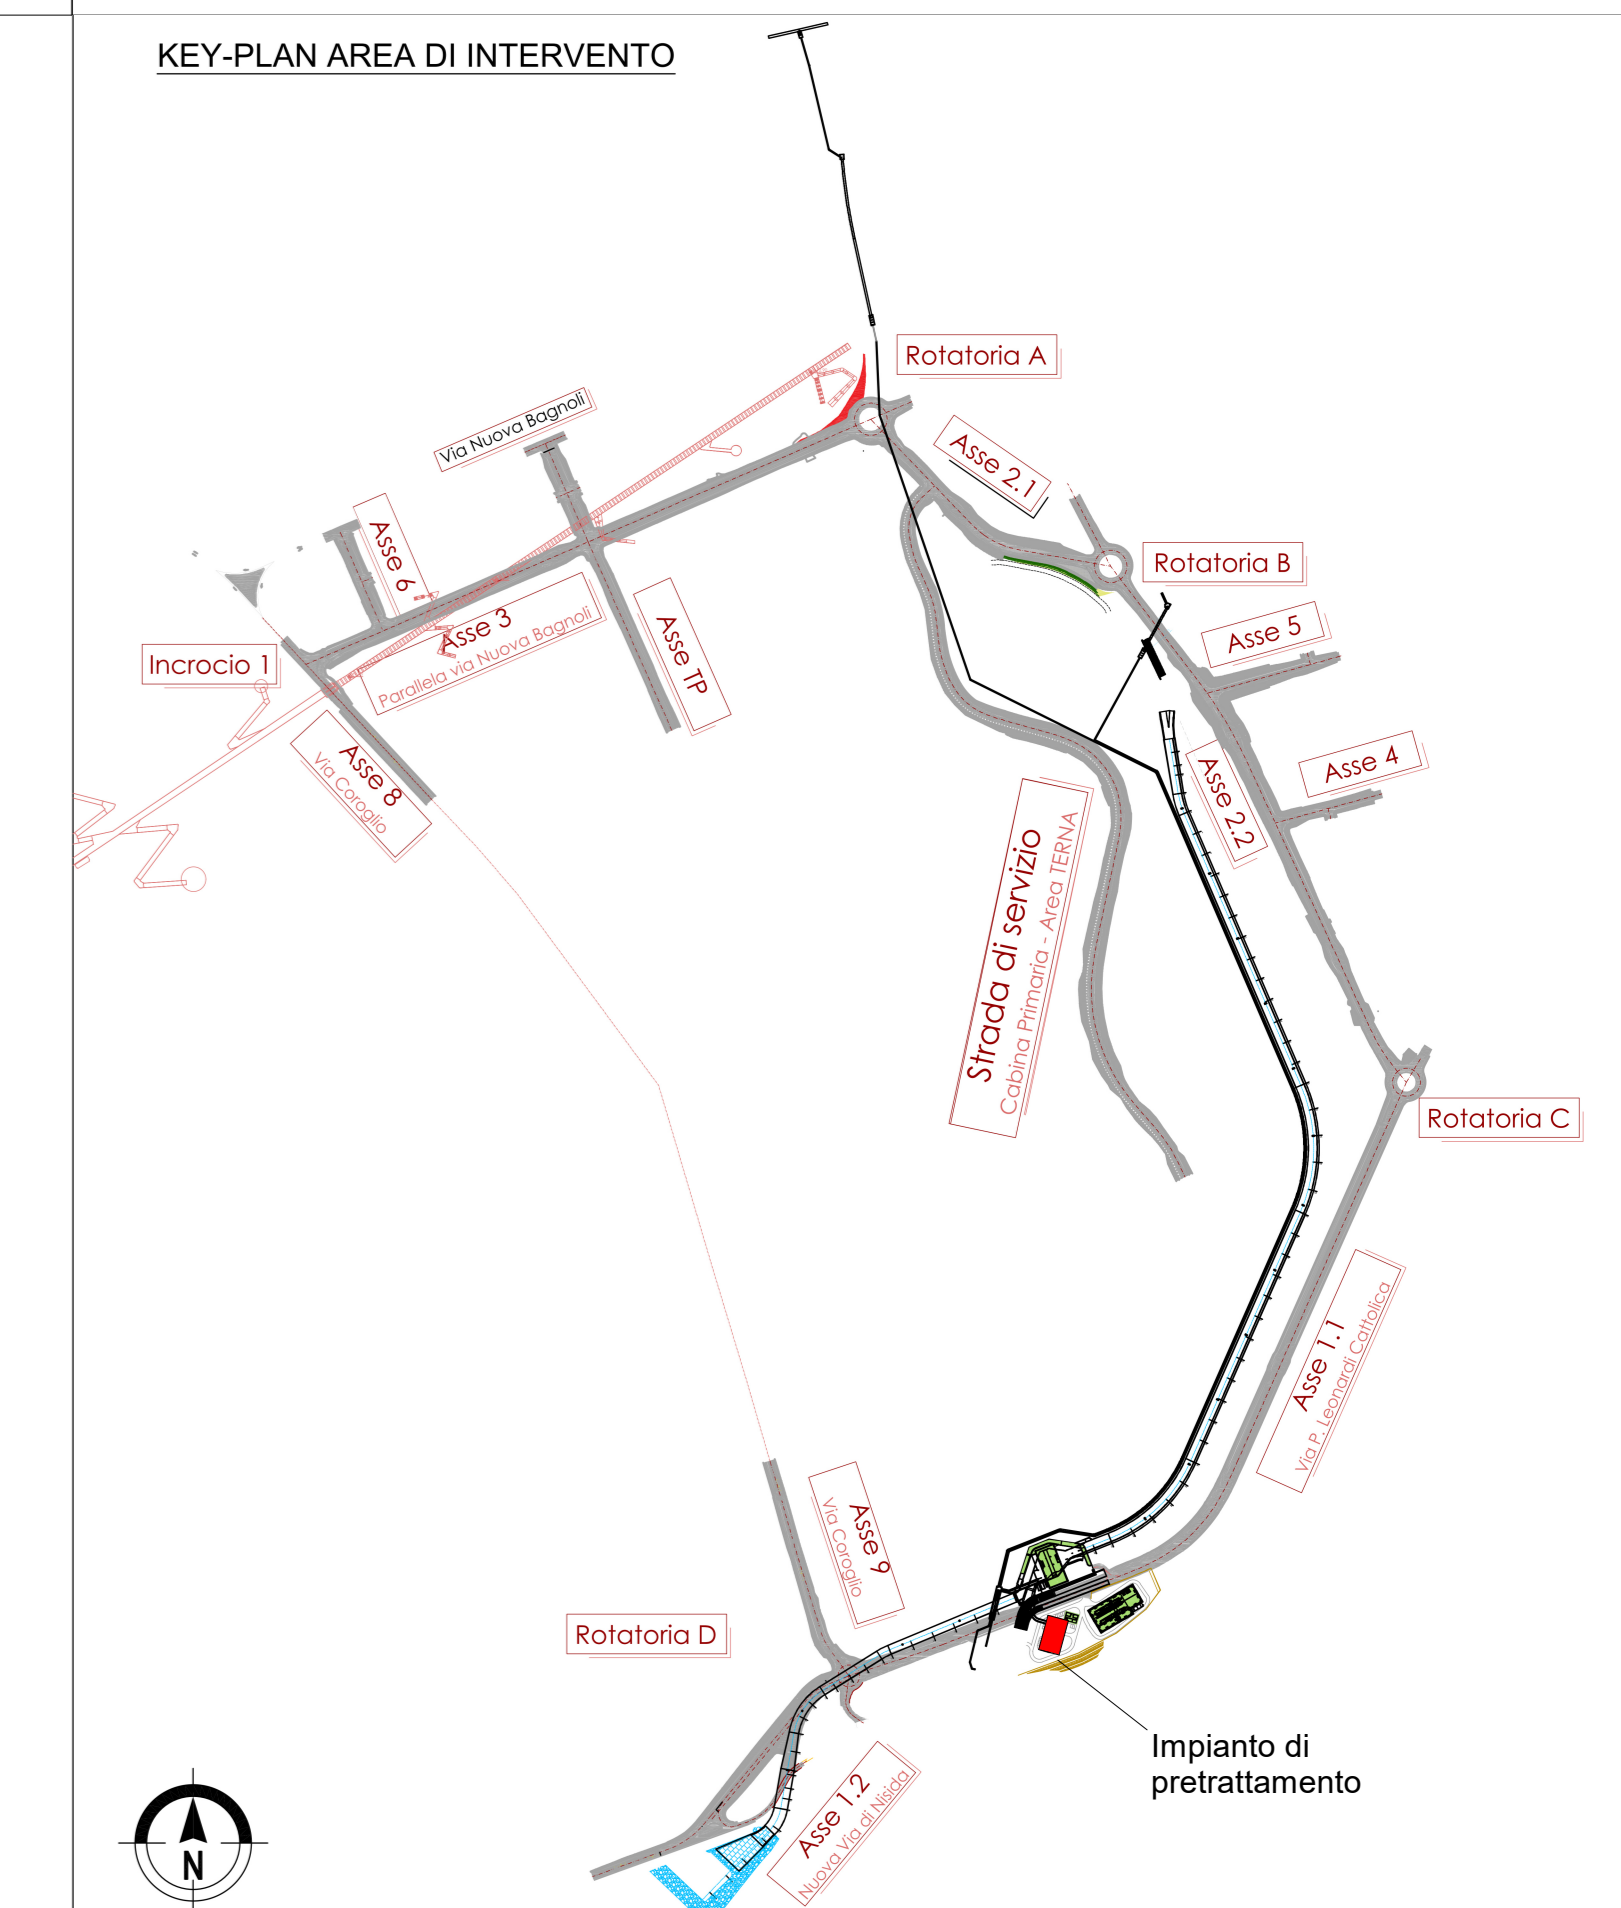 KEY-PLAN AREA DI INTERVENTO
Rotatoria A
Via Nuova Bagnoli
Asse 2.1
Asse 6
Rotatoria B
Asse 3
Parallela via Nuova Bagnoli
Asse 5
Incrocio 1
Asse TP
Asse 8
Via Coroglio
Asse 4
Asse 2.2
Strada di servizio
Cabina Primaria - Area TERNA
Rotatoria C
Asse 1.1
Via P. Leonardi Cattolica
Asse 9
Via Coroglio
Rotatoria D
Impianto di
pretrattamento
Asse 1.2
Nuova Via di Nisida
N